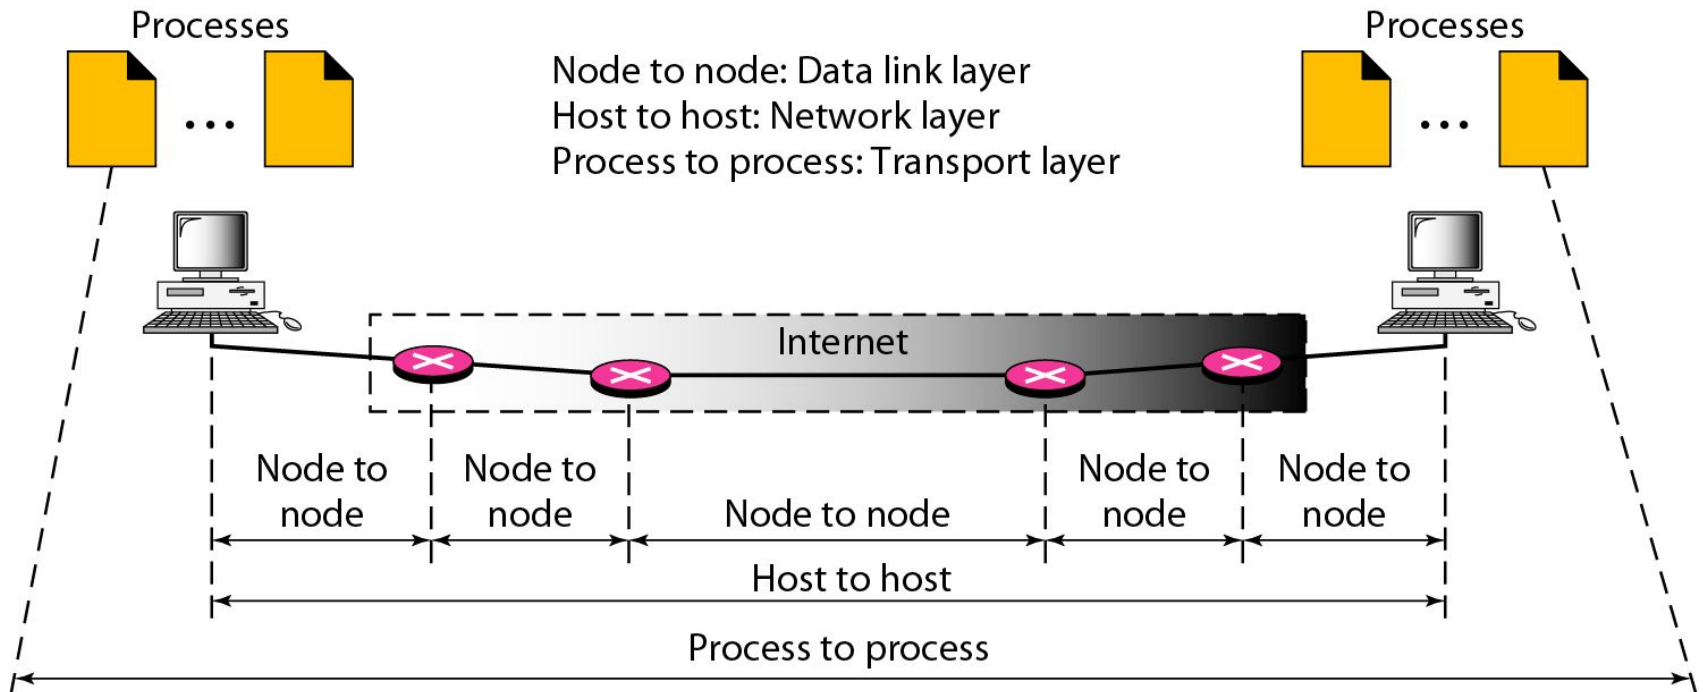 Processes
Processes
Node to node: Data link layer
Host to host: Network layer
Process to process: Transport layer
Internet
Node to
node
Node to
node
Node to node
Node to
node
Node to
node
Host to host
Process to process